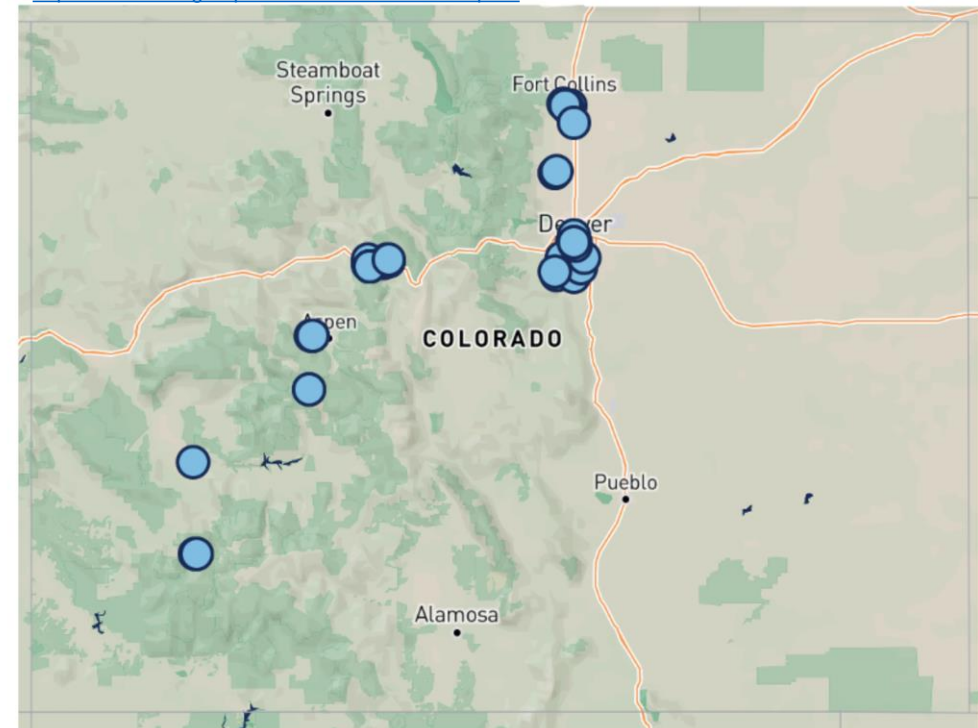 Steamboat
Springs
Fort Collins
Denver
Aspen
COLORADO
Pueblo
Alamosa